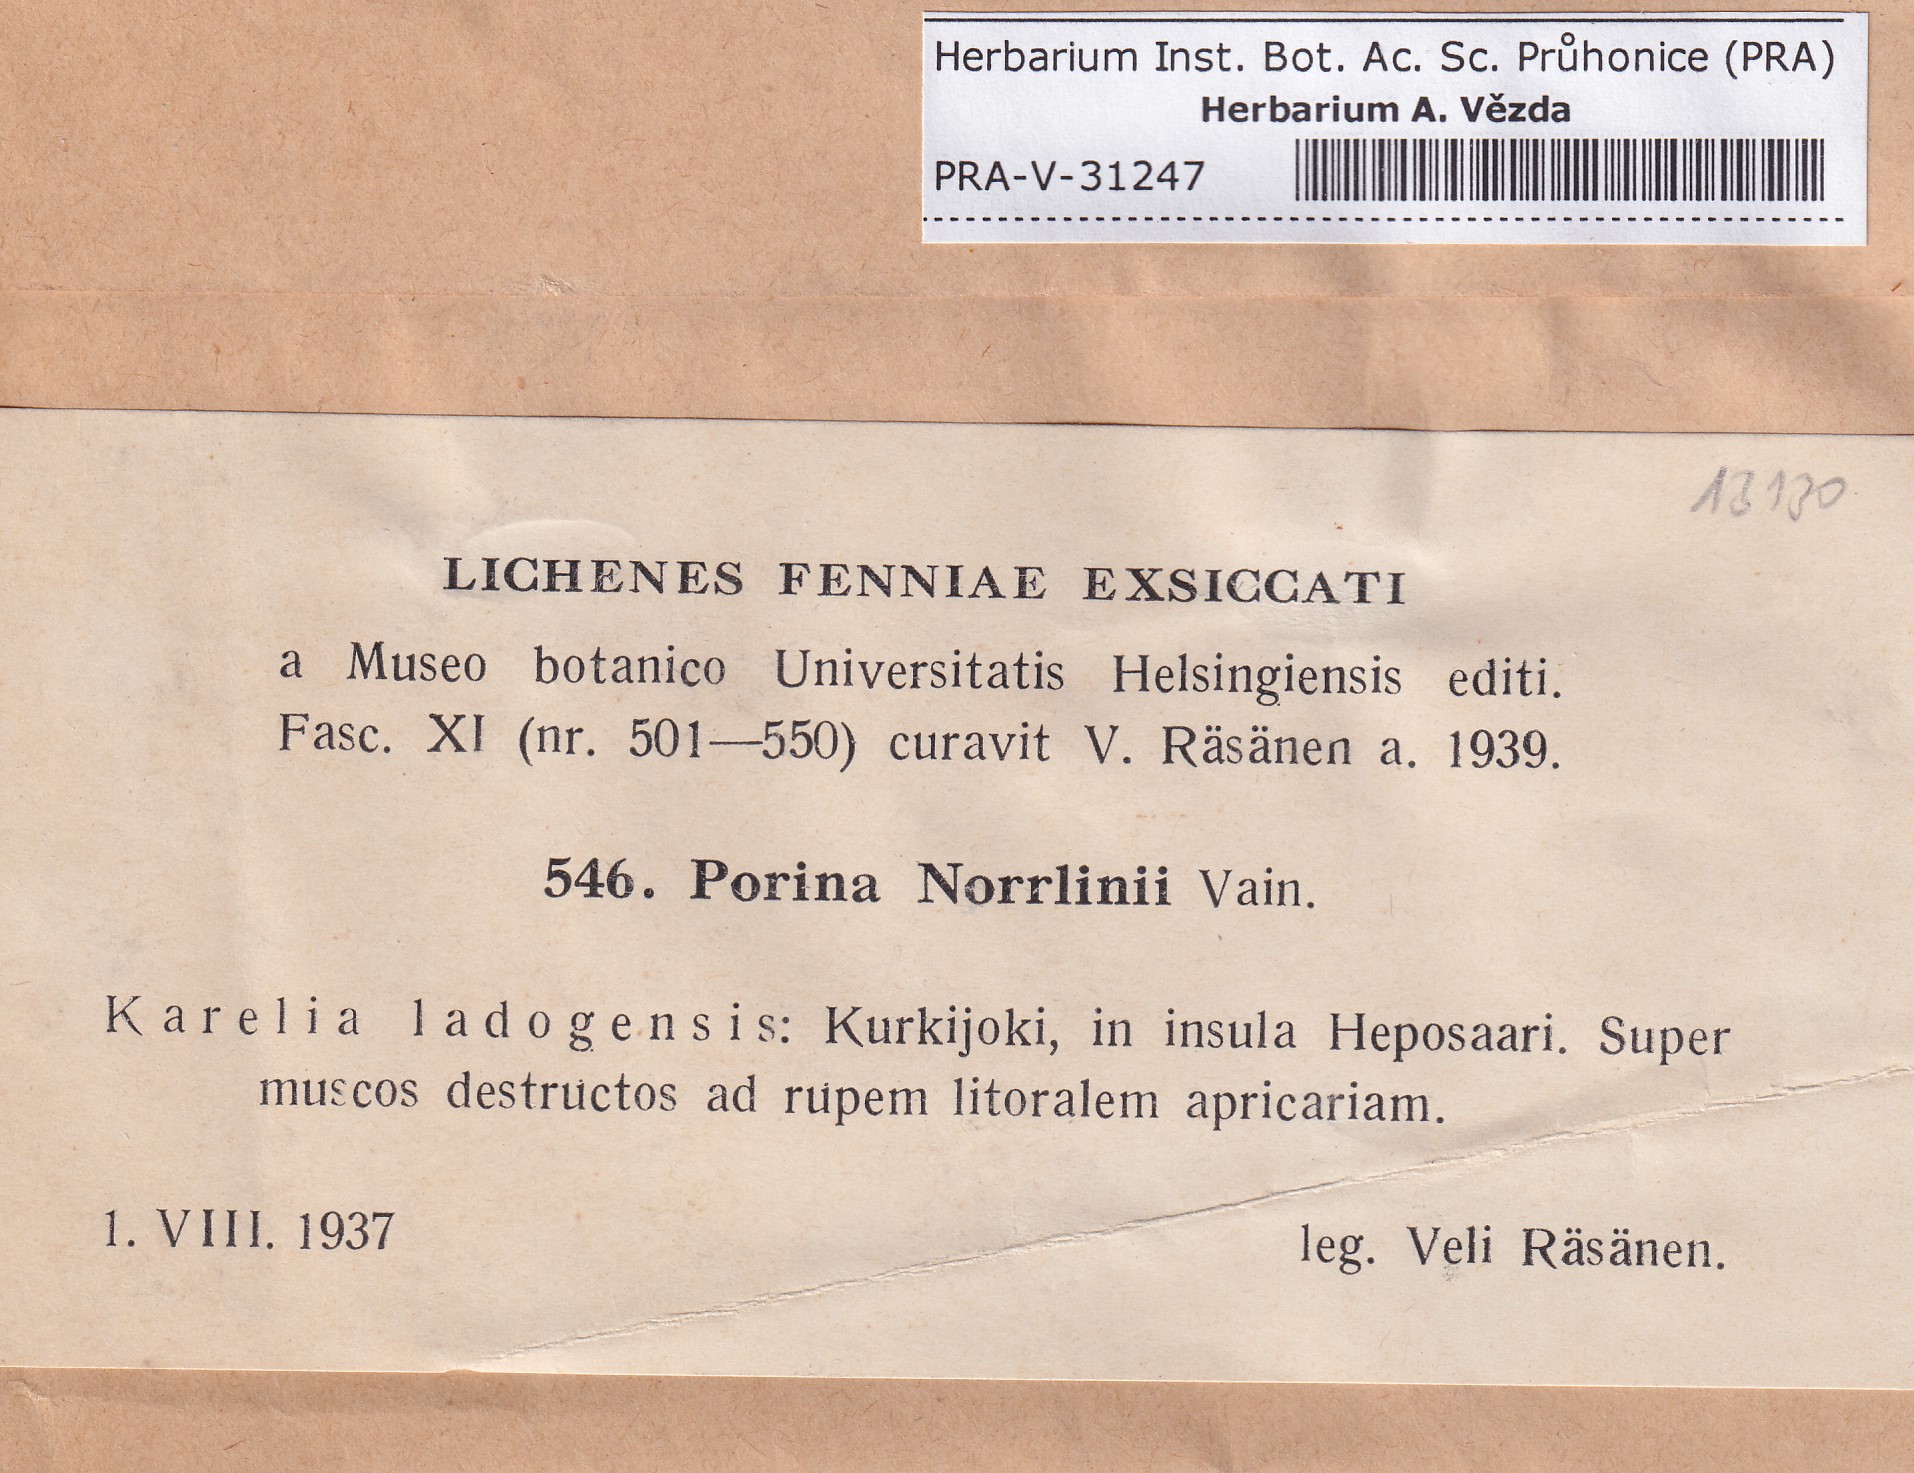 Herbarium Inst. Bot. Ac. Sc. Průhonice (PRA)
Herbarium A. Vězda
PRA-V-31247
13130
LICHENES FENNIAE EXSICCATI
a Museo botanico Universitatis Helsingiensis editi.
Fasc. XI (nr. 501—550) curavit V. Räsänen a. 1939.
546. Porina Norrlinii Vain.
Karelia ladogensis: Kurkijoki, in insula Heposaari. Super
muscos destructos ad rupem litoralem apricariam.
1. VIII. 1937
leg. Veli Räsänen.